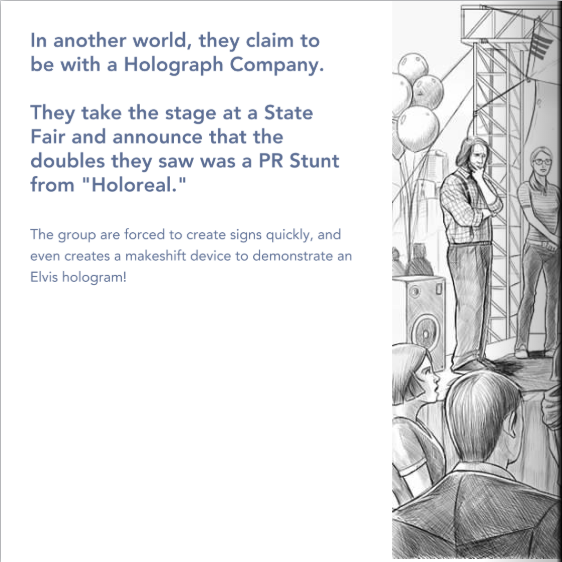 In another world, they claim to
be with a Holograph Company.
They take the stage at a State
Fair and announce that the
doubles they saw was a PR Stunt
from "Holoreal."
The group are forced to create signs quickly, and
even creates a makeshift device to demonstrate an
Elvis hologram!